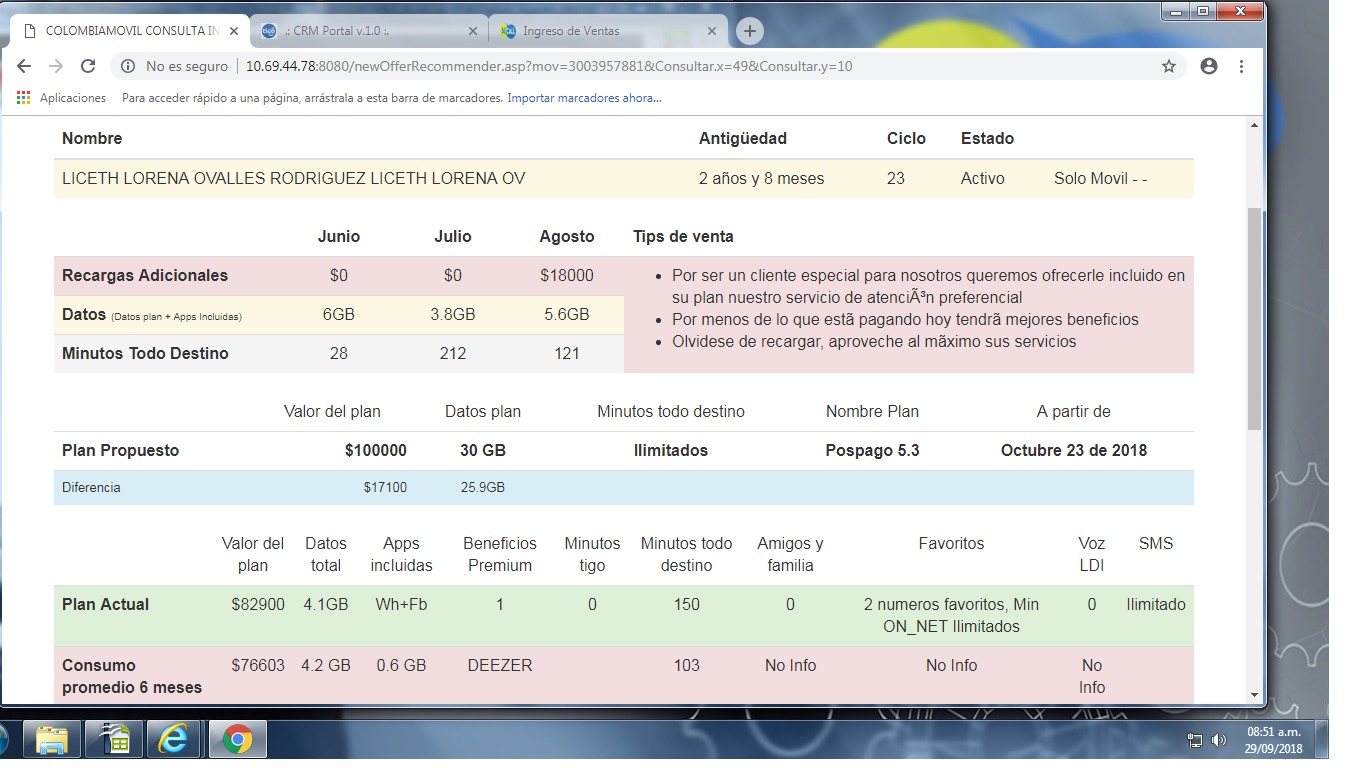 COLOMBIAMOVIL CONSULTA IN
.: CRM Portal v.1.0 :.
Ingreso de Ventas
No es seguro | 10.69.44.78:8080/newOfferRecommender.asp?mov=3003957881&Consultar.x=49&Consultar.y=10
Aplicaciones Para acceder rápido a una página, arrástrala a esta barra de marcadores. Importar marcadores ahora...
Nombre Antigüedad Ciclo Estado
LICETH LORENA OVALLES RODRIGUEZ LICETH LORENA OV 2 años y 8 meses 23 Activo Solo Movil - -
Junio Julio Agosto Tips de venta
Recargas Adicionales $0 $0 $18000
• Por ser un cliente especial para nosotros queremos ofrecerle incluido en
su plan nuestro servicio de atenciÃ³n preferencial
Datos (Datos plan + Apps Incluidas) 6GB 3.8GB 5.6GB
• Por menos de lo que estã pagando hoy tendrã mejores beneficios
• Olvidese de recargar, aproveche al mãximo sus servicios
Minutos Todo Destino 28 212 121
Valor del plan Datos plan Minutos todo destino Nombre Plan A partir de
Plan Propuesto $100000 30 GB Ilimitados Pospago 5.3 Octubre 23 de 2018
Diferencia $17100 25.9GB
Valor del Datos Apps Beneficios Minutos Minutos todo Amigos y Favoritos Voz SMS
plan total incluidas Premium tigo destino familia LDI
Plan Actual $82900 4.1GB Wh+Fb 1 0 150 0 2 numeros favoritos, Min 0 Ilimitado
ON_NET Ilimitados
Consumo $76603 4.2 GB 0.6 GB DEEZER 103 No Info No Info No
promedio 6 meses Info
08:51 a.m.
29/09/2018